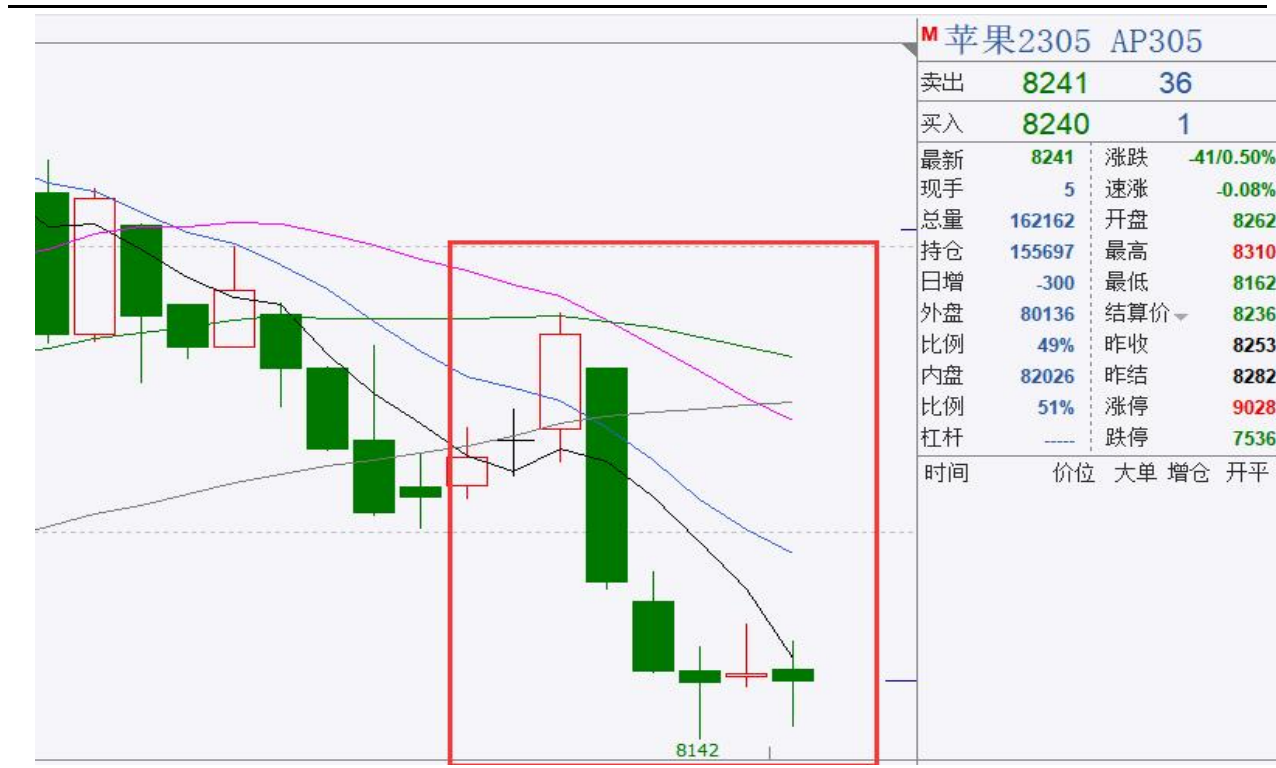 M 苹果2305 AP305
卖出 8241 36
买入 8240 1
最新 8241 涨跌 -41/0.50%
现手 5 速涨 -0.08%
总量 162162 开盘 8262
持仓 155697 最高 8310
日增 -300 最低 8162
外盘 80136 结算价 8236
比例 49% 昨收 8253
内盘 82026 昨结 8282
比例 51% 涨停 9028
杠杆 ----- 跌停 7536
时间 价位 大单 增仓 开平
8142